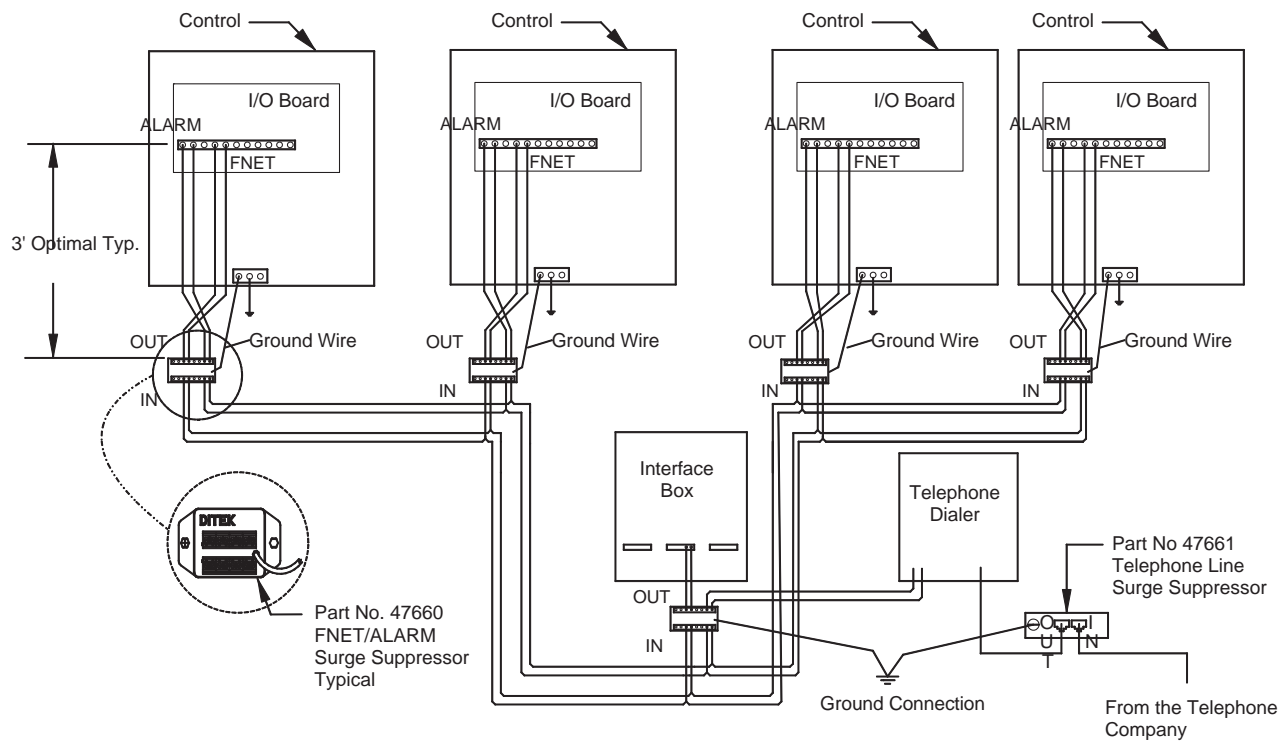 Control
Control
Control
Control
I/O Board
I/O Board
I/O Board
I/O Board
ALARM
ALARM
ALARM
ALARM
FNET
FNET
FNET
FNET
3' Optimal Typ.
OUT
Ground Wire
OUT
Ground Wire
OUT
Ground Wire
OUT
Ground Wire
IN
IN
IN
IN
Interface
Box
Telephone
Dialer
DITEK
Part No 47661
Telephone Line
Surge Suppressor
OUT
IN
Part No. 47660
FNET/ALARM
Surge Suppressor
Typical
OUT
IN
Ground Connection
From the Telephone
Company